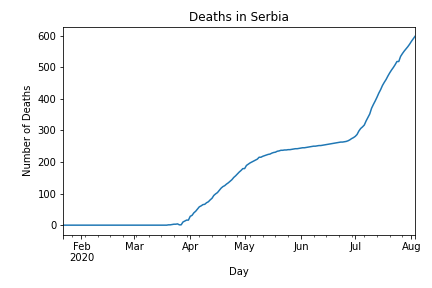 Deaths in Serbia
Number of Deaths
600
500
400
300
200
100
0
Feb
2020
Mar
Apr
May
Jun
Jul
Aug
Day